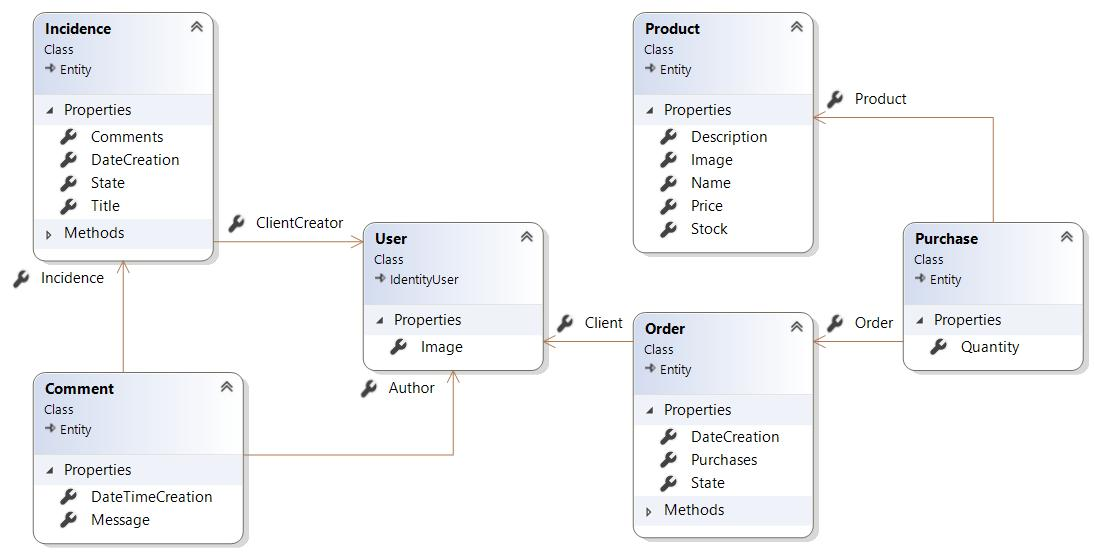 Incidence
Class
Entity
Properties
Comments
DateCreation
State
Title
Methods
ClientCreator
Incidence
Comment
Class
Entity
Properties
DateTimeCreation
Message
User
Class
IdentityUser
Properties
Image
Author
Client
Product
Class
Entity
Properties
Description
Image
Name
Price
Stock
Product
Order
Class
Entity
Properties
DateCreation
Purchases
State
Methods
Order
Purchase
Class
Entity
Properties
Quantity